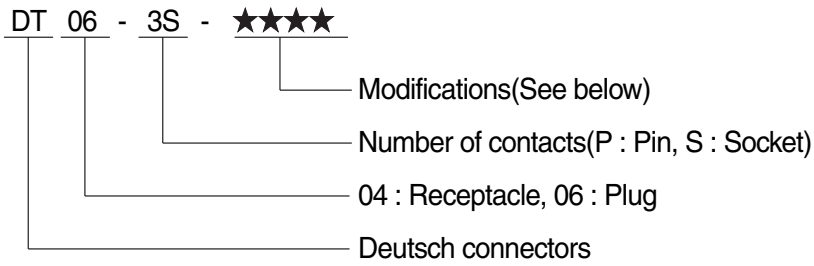 DT 06 - 3S - ★★★★
Modifications(See below)
Number of contacts(P : Pin, S : Socket)
04 : Receptacle, 06 : Plug
Deutsch connectors